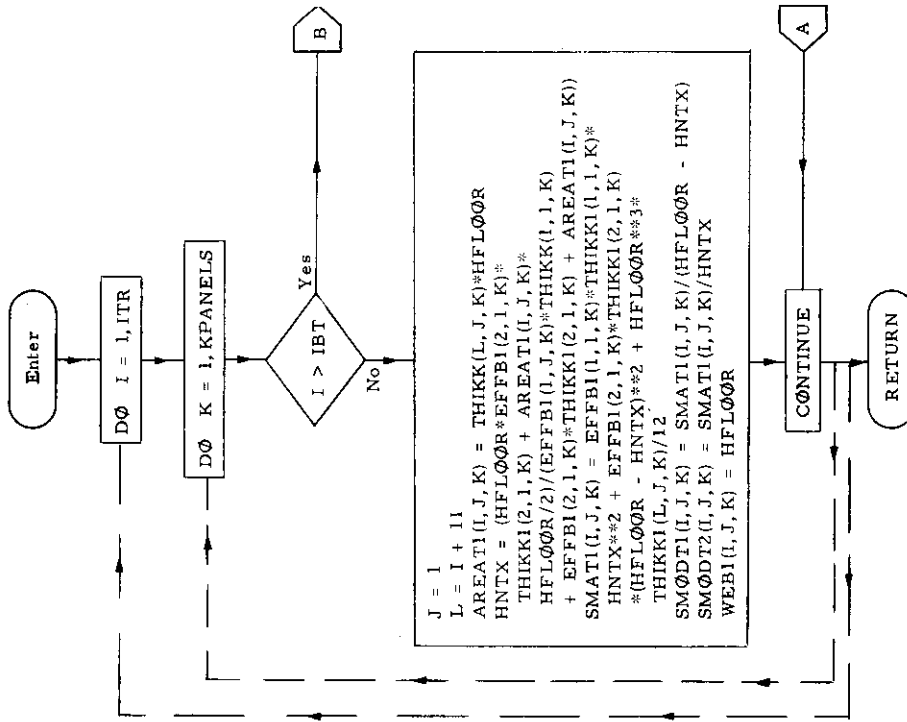 Enter
DØ I = 1,ITR
DØ K = 1,KPANELS
I > IBT
Yes
B
No
J = 1
L = I + 11
AREAT1(I,J,K) = THIKK(L,J,K)*HFLØØR
HNTX = (HFLØØR*EFFB1(2,1,K)*
THIKK1(2,1,K) + AREAT1(I,J,K)*
HFLØØR/2)/(EFFB1(1,J,K)*THIKK(1,1,K)
+ EFFB1(2,1,K)*THIKK1(2,1,K) + AREAT1(I,J,K))
SMAT1(I,J,K) = EFFB1(1,1,K)*THIKK1(1,1,K)*
HNTX**2 + EFFB1(2,1,K)*THIKK1(2,1,K)
*(HFLØØR - HNTX)**2 + HFLØØR**3*
THIKK1(L,J,K)/12
SMØDT1(I,J,K) = SMAT1(I,J,K)/(HFLØØR - HNTX)
SMØDT2(I,J,K) = SMAT1(I,J,K)/HNTX
WEB1(I,J,K) = HFLØØR
A
CØNTINUE
RETURN